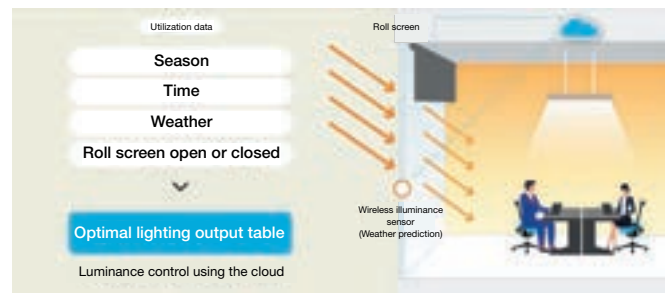 Utilization data
Season
Time
Weather
Roll screen open or closed
Optimal lighting output table
Luminance control using the cloud
Roll screen
Wireless illuminance
sensor
(Weather prediction)